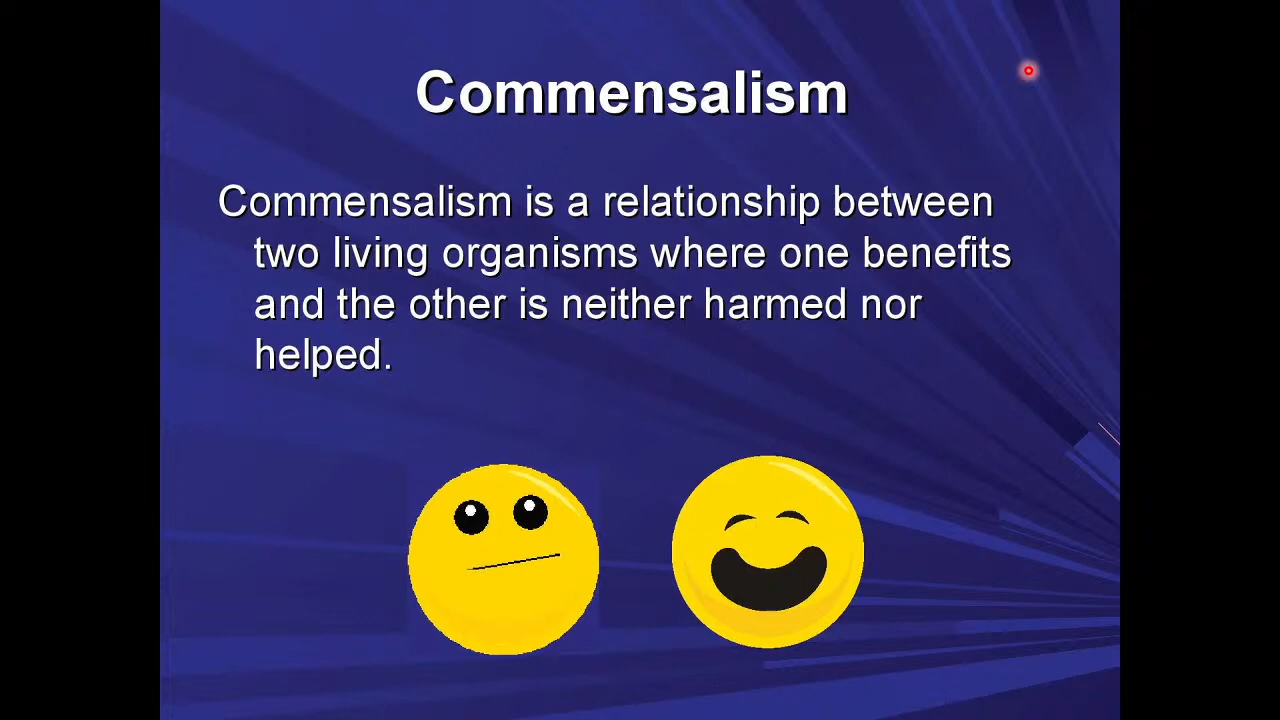 Commensalism
Commensalism is a relationship between
two living organisms where one benefits
and the other is neither harmed nor
helped.